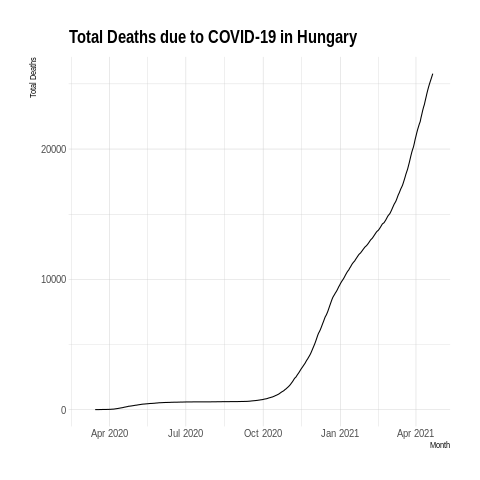 Total Deaths due to COVID-19 in Hungary
Total Deaths
20000
10000
0
Apr 2020 Jul 2020 Oct 2020 Jan 2021 Apr 2021
Month